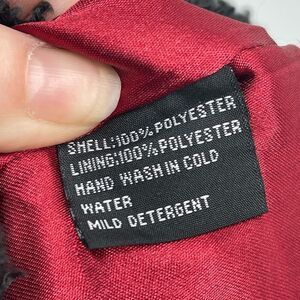 SHELL:100% POLYESTER
LINING:100% POLYESTER
HAND WASH IN COLD
WATER
MILD DETERGENT